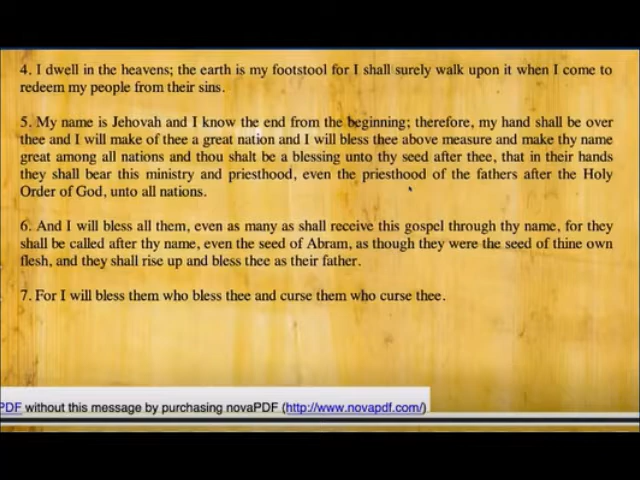 4. I dwell in the heavens; the earth is my footstool for I shall surely walk upon it when I come to
redeem my people from their sins.
5. My name is Jehovah and I know the end from the beginning; therefore, my hand shall be over
thee and I will make of thee a great nation and I will bless thee above measure and make thy name
great among all nations and thou shalt be a blessing unto thy seed after thee, that in their hands
they shall bear this ministry and priesthood, even the priesthood of the fathers after the Holy
Order of God, unto all nations.
6. And I will bless all them, even as many as shall receive this gospel through thy name, for they
shall be called after thy name, even the seed of Abram, as though they were the seed of thine own
flesh, and they shall rise up and bless thee as their father.
7. For I will bless them who bless thee and curse them who curse thee.
PDF without this message by purchasing novaPDF (http://www.novapdf.com/)